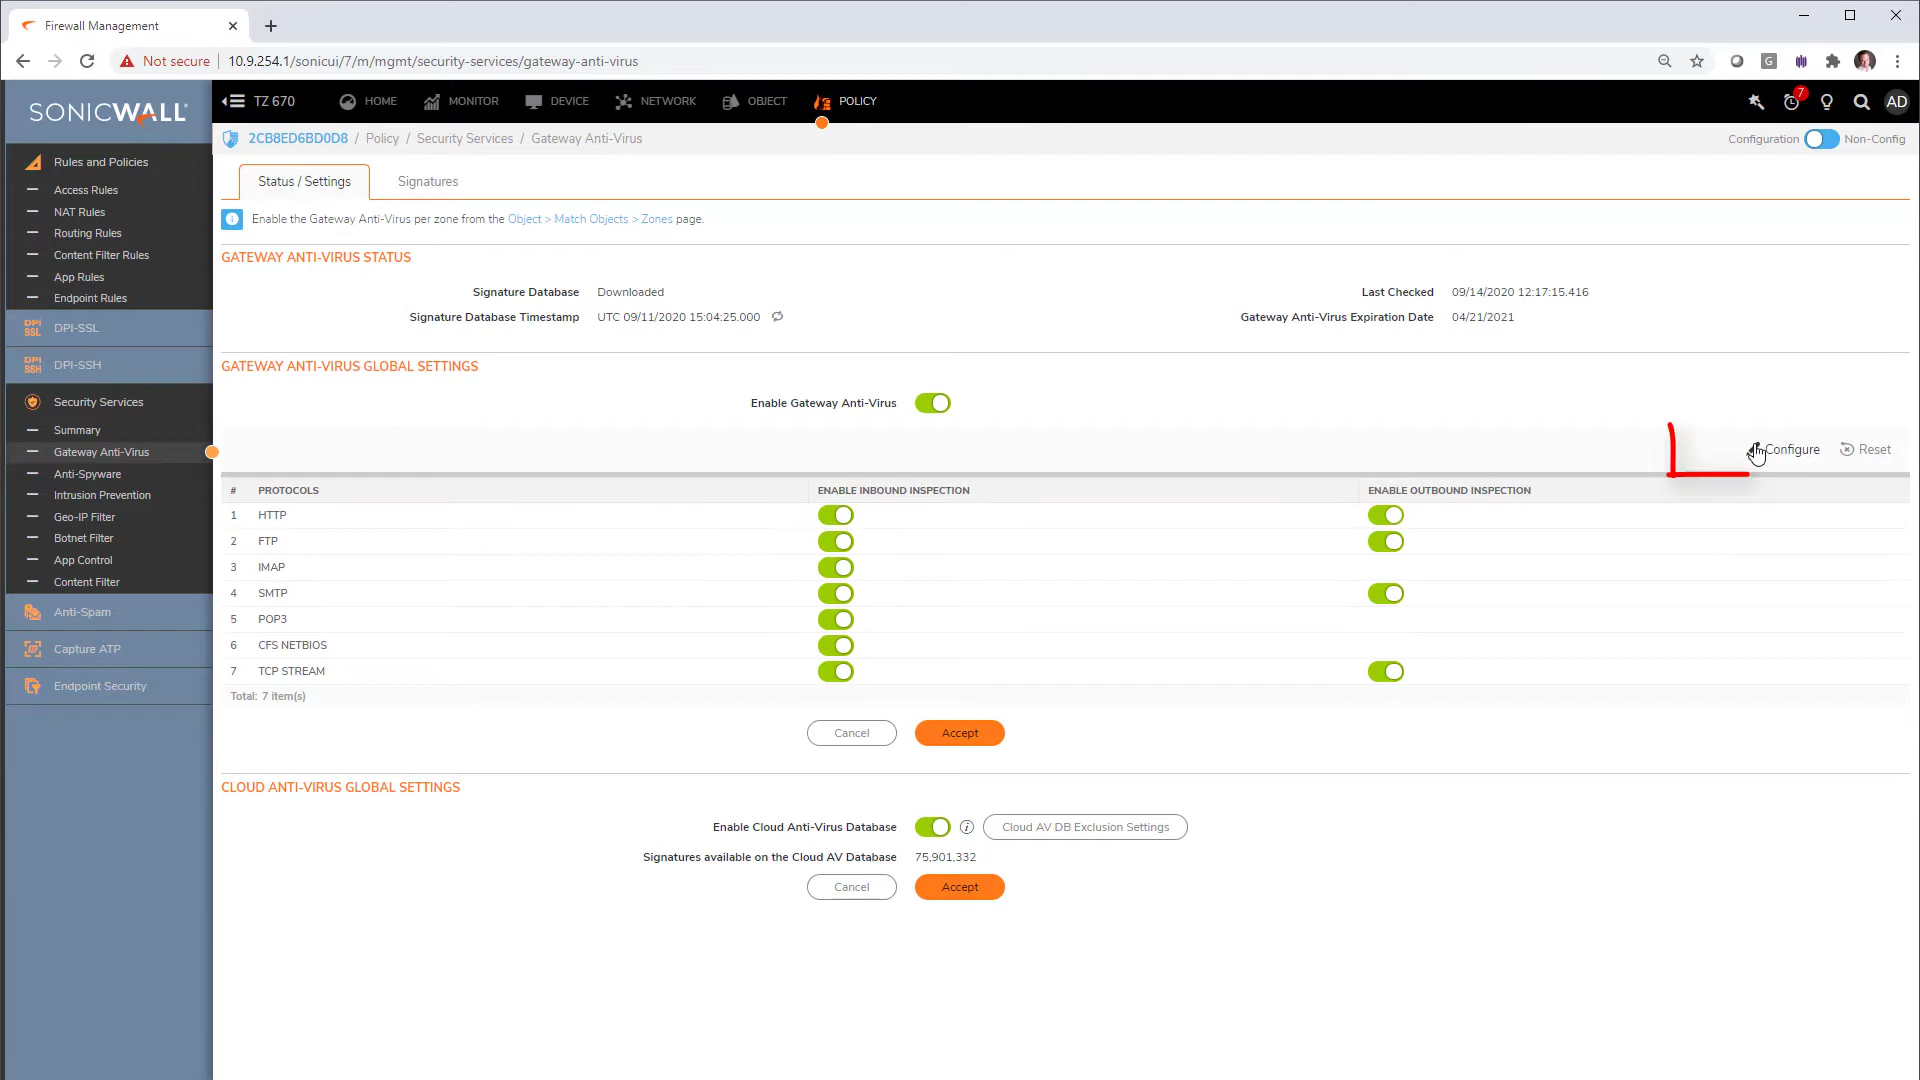 Firewall Management
Not secure 10.9.254.1/sonicui/7/m/mgmt/security-services/gateway-anti-virus
G
SONICWALL
TZ 670 HOME MONITOR DEVICE NETWORK OBJECT POLICY 7 AD
2CB8ED6BD0D8 / Policy / Security Services / Gateway Anti-Virus Configuration Non-Config
Rules and Policies
Access Rules
NAT Rules
Routing Rules
Content Filter Rules
App Rules
Endpoint Rules
DPI SSL DPI-SSL
DPI SSH DPI-SSH
Security Services
Summary
Gateway Anti-Virus
Anti-Spyware
Intrusion Prevention
Geo-IP Filter
Botnet Filter
App Control
Content Filter
Anti-Spam
ATP Capture ATP
Endpoint Security
Status / Settings Signatures
Enable the Gateway Anti-Virus per zone from the Object > Match Objects > Zones page.
GATEWAY ANTI-VIRUS STATUS
Signature Database Downloaded Last Checked 09/14/2020 12:17:15.416
Signature Database Timestamp UTC 09/11/2020 15:04:25.000 Gateway Anti-Virus Expiration Date 04/21/2021
GATEWAY ANTI-VIRUS GLOBAL SETTINGS
Enable Gateway Anti-Virus
Configure Reset
# PROTOCOLS ENABLE INBOUND INSPECTION ENABLE OUTBOUND INSPECTION
1 HTTP
2 FTP
3 IMAP
4 SMTP
5 POP3
6 CFS NETBIOS
7 TCP STREAM
Total: 7 item(s)
Cancel Accept
CLOUD ANTI-VIRUS GLOBAL SETTINGS
Enable Cloud Anti-Virus Database i Cloud AV DB Exclusion Settings
Signatures available on the Cloud AV Database 75,901,332
Cancel Accept